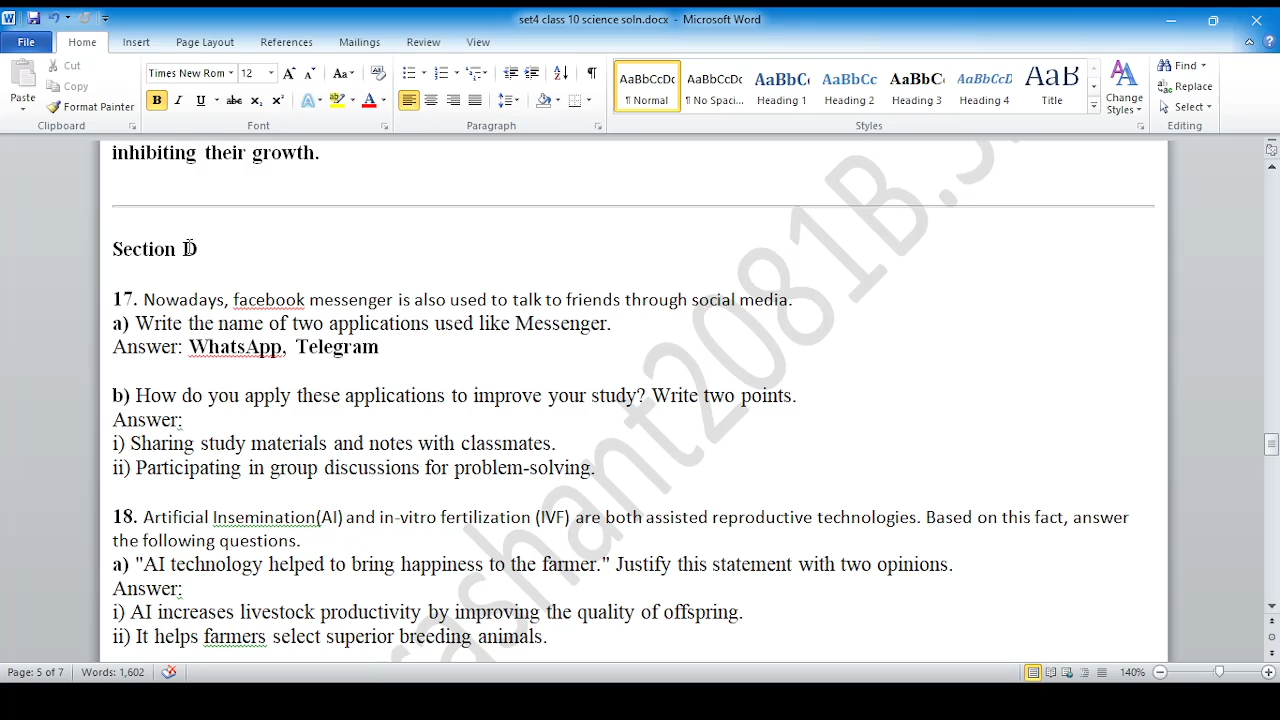 set4 class 10 science soln.docx - Microsoft Word
File Home Insert Page Layout References Mailings Review View
Paste
Cut
Copy
Format Painter
Clipboard
Times New Rom 12
Font
Paragraph
AaBbCcDc AaBbCcDc AaBbC AaBbCc AaBbC AaBbCcD AaB
¶ Normal ¶ No Spaci... Heading 1 Heading 2 Heading 3 Heading 4 Title
Styles
Change
Styles
Find
Replace
Select
Editing
inhibiting their growth.
Section D
17. Nowadays, facebook messenger is also used to talk to friends through social media.
a) Write the name of two applications used like Messenger.
Answer: WhatsApp, Telegram
b) How do you apply these applications to improve your study? Write two points.
Answer:
i) Sharing study materials and notes with classmates.
ii) Participating in group discussions for problem-solving.
18. Artificial Insemination(AI) and in-vitro fertilization (IVF) are both assisted reproductive technologies. Based on this fact, answer
the following questions.
a) "AI technology helped to bring happiness to the farmer." Justify this statement with two opinions.
Answer:
i) AI increases livestock productivity by improving the quality of offspring.
ii) It helps farmers select superior breeding animals.
rashant2081B.S
Page: 5 of 7 Words: 1,602 140%